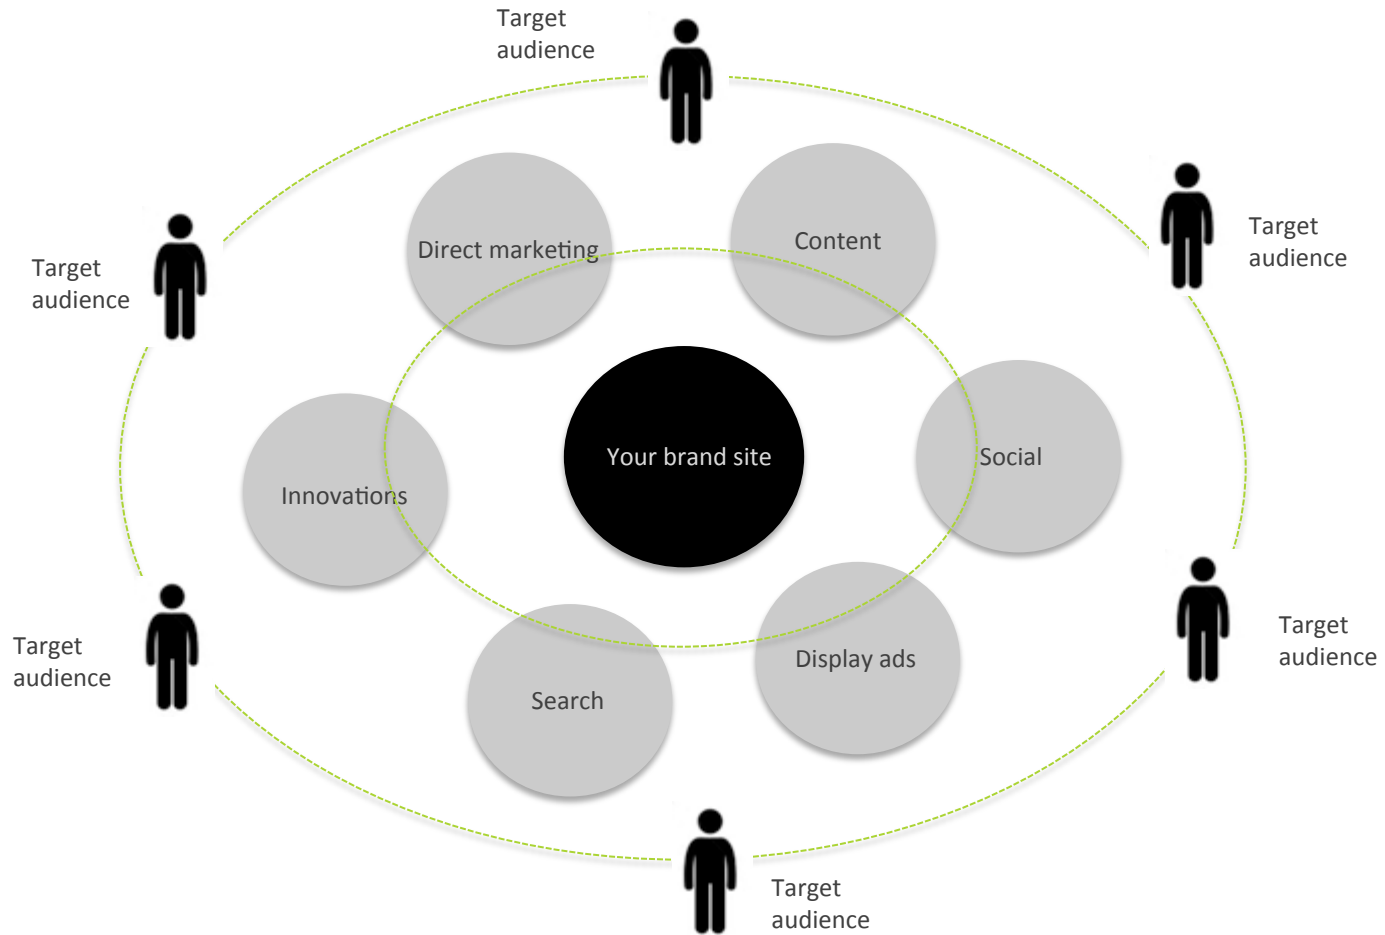 Target
audience
Target
audience
Content
Direct marketing
Target
audience
Your brand site
Social
Innovations
Target
audience
Target
audience
Display ads
Search
Target
audience